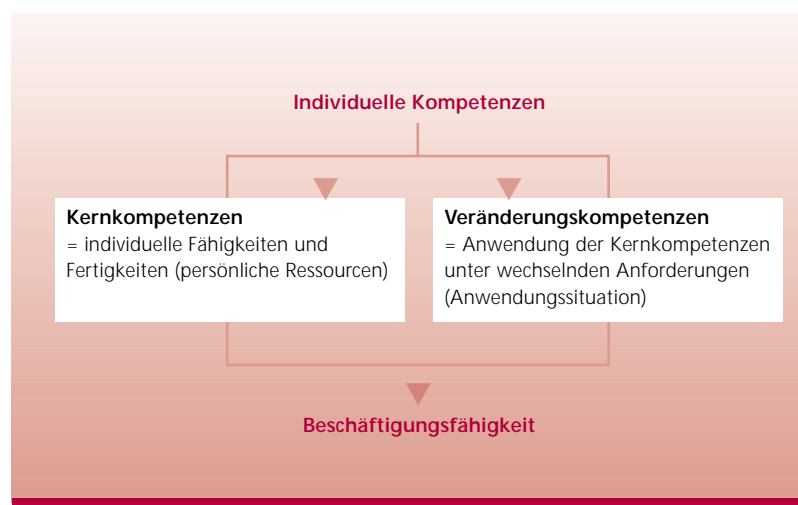 Individuelle Kompetenzen
Kernkompetenzen
= individuelle Fähigkeiten und
Fertigkeiten (persönliche Ressourcen)
Veränderungskompetenzen
= Anwendung der Kernkompetenzen
unter wechselnden Anforderungen
(Anwendungssituation)
Beschäftigungsfähigkeit